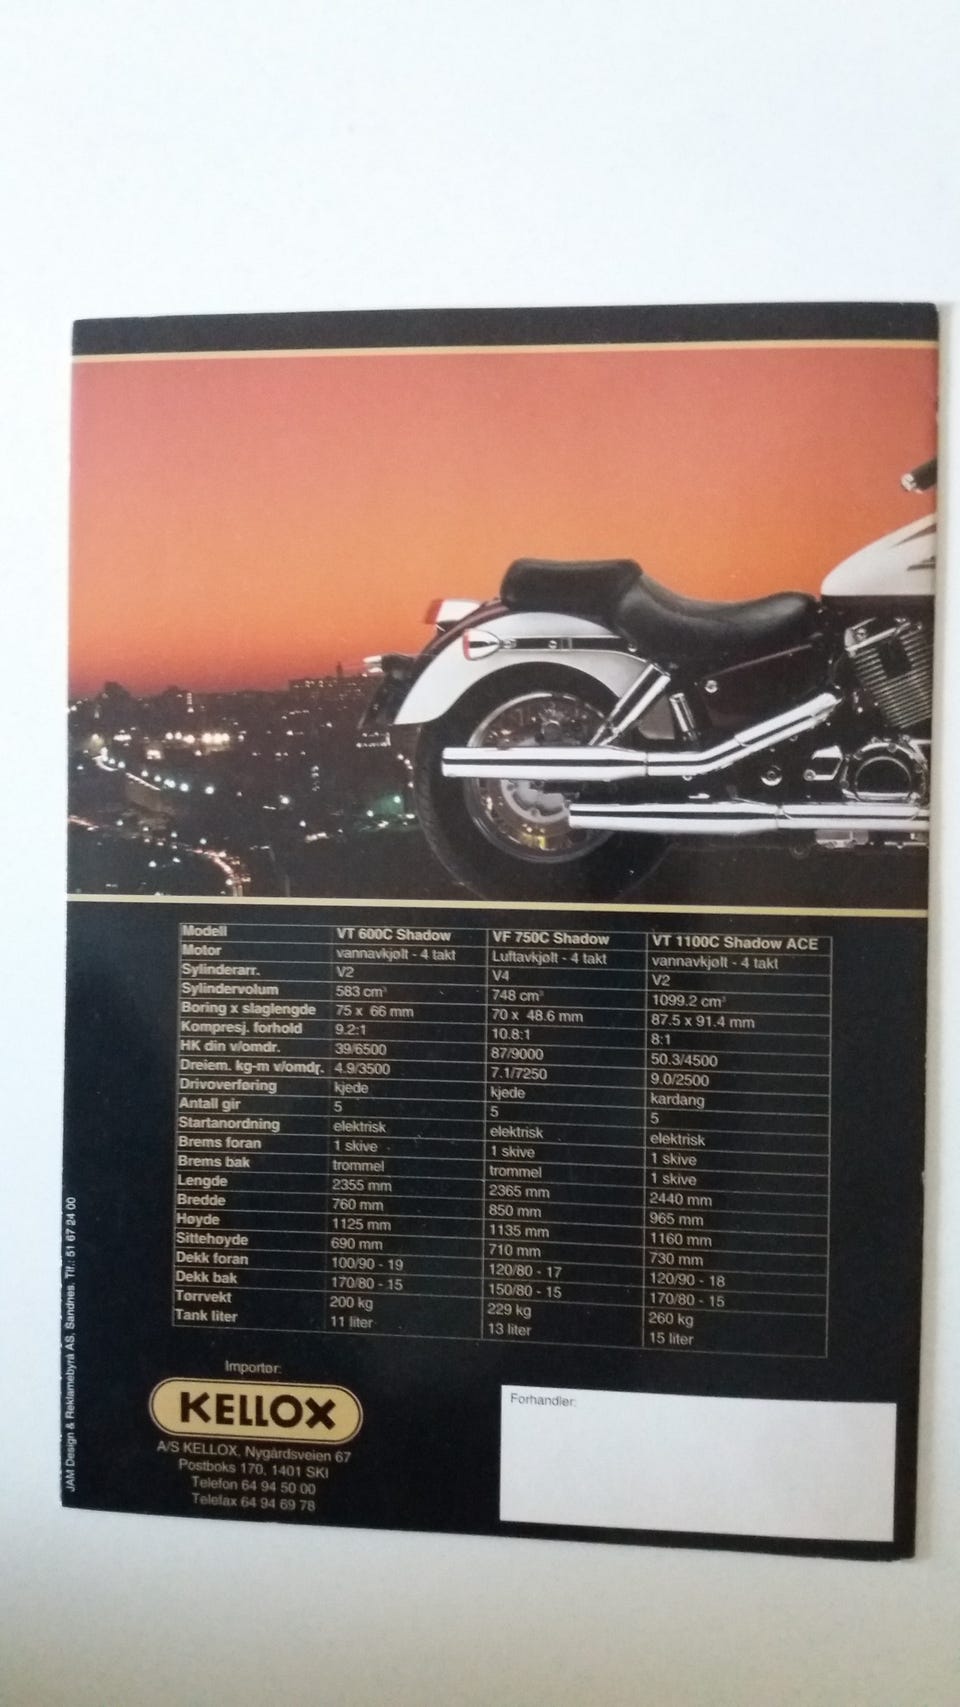 Modell VT 600C Shadow VF 750C Shadow VT 1100C Shadow ACE
Motor vannavkjølt - 4 takt Luftavkjølt - 4 takt vannavkjølt - 4 takt
Sylinderarr. V2 V4 V2
Sylindervolum 583 cm³ 748 cm³ 1099.2 cm³
Boring x slaglengde 75 x 66 mm 70 x 48.6 mm 87.5 x 91.4 mm
Kompresj. forhold 9.2:1 10.8:1 8:1
HK din v/omdr. 39/6500 87/9000 50.3/4500
Dreiem. kg-m v/omdr. 4.9/3500 7.1/7250 9.0/2500
Drivoverføring kjede kjede kardang
Antall gir 5 5 5
Startanordning elektrisk elektrisk elektrisk
Brems foran 1 skive 1 skive 1 skive
Brems bak trommel trommel 1 skive
Lengde 2355 mm 2365 mm 2440 mm
Bredde 760 mm 850 mm 965 mm
Høyde 1125 mm 1135 mm 1160 mm
Sittehøyde 690 mm 710 mm 730 mm
Dekk foran 100/90 - 19 120/80 - 17 120/90 - 18
Dekk bak 170/80 - 15 150/80 - 15 170/80 - 15
Tørrvekt 200 kg 229 kg 260 kg
Tank liter 11 liter 13 liter 15 liter
Importør:
KELLOX
A/S KELLOX, Nygårdsveien 67
Postboks 170, 1401 SKI
Telefon 64 94 50 00
Telefax 64 94 69 78
Forhandler:
JAM Design & Reklamebyrå AS, Sandnes. Tlf.: 51 67 24 00